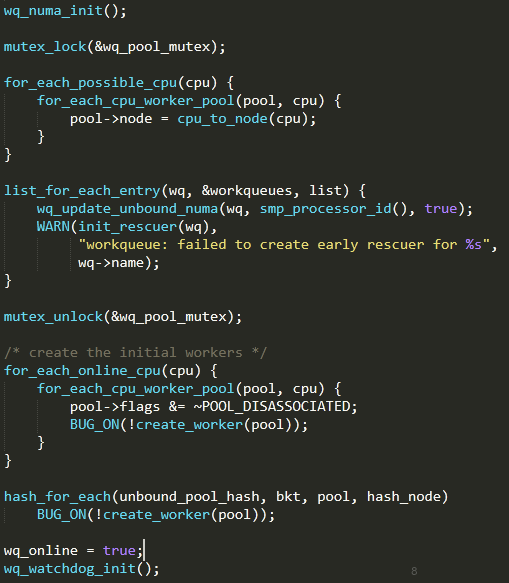 wq_numa_init();
mutex_lock(&wq_pool_mutex);
for_each_possible_cpu(cpu) {
for_each_cpu_worker_pool(pool, cpu) {
pool->node = cpu_to_node(cpu);
}
}
list_for_each_entry(wq, &workqueues, list) {
wq_update_unbound_numa(wq, smp_processor_id(), true);
WARN(init_rescuer(wq),
"workqueue: failed to create early rescuer for %s",
wq->name);
}
mutex_unlock(&wq_pool_mutex);
/* create the initial workers */
for_each_online_cpu(cpu) {
for_each_cpu_worker_pool(pool, cpu) {
pool->flags &= ~POOL_DISASSOCIATED;
BUG_ON(!create_worker(pool));
}
}
hash_for_each(unbound_pool_hash, bkt, pool, hash_node)
BUG_ON(!create_worker(pool));
wq_online = true;
wq_watchdog_init();
8